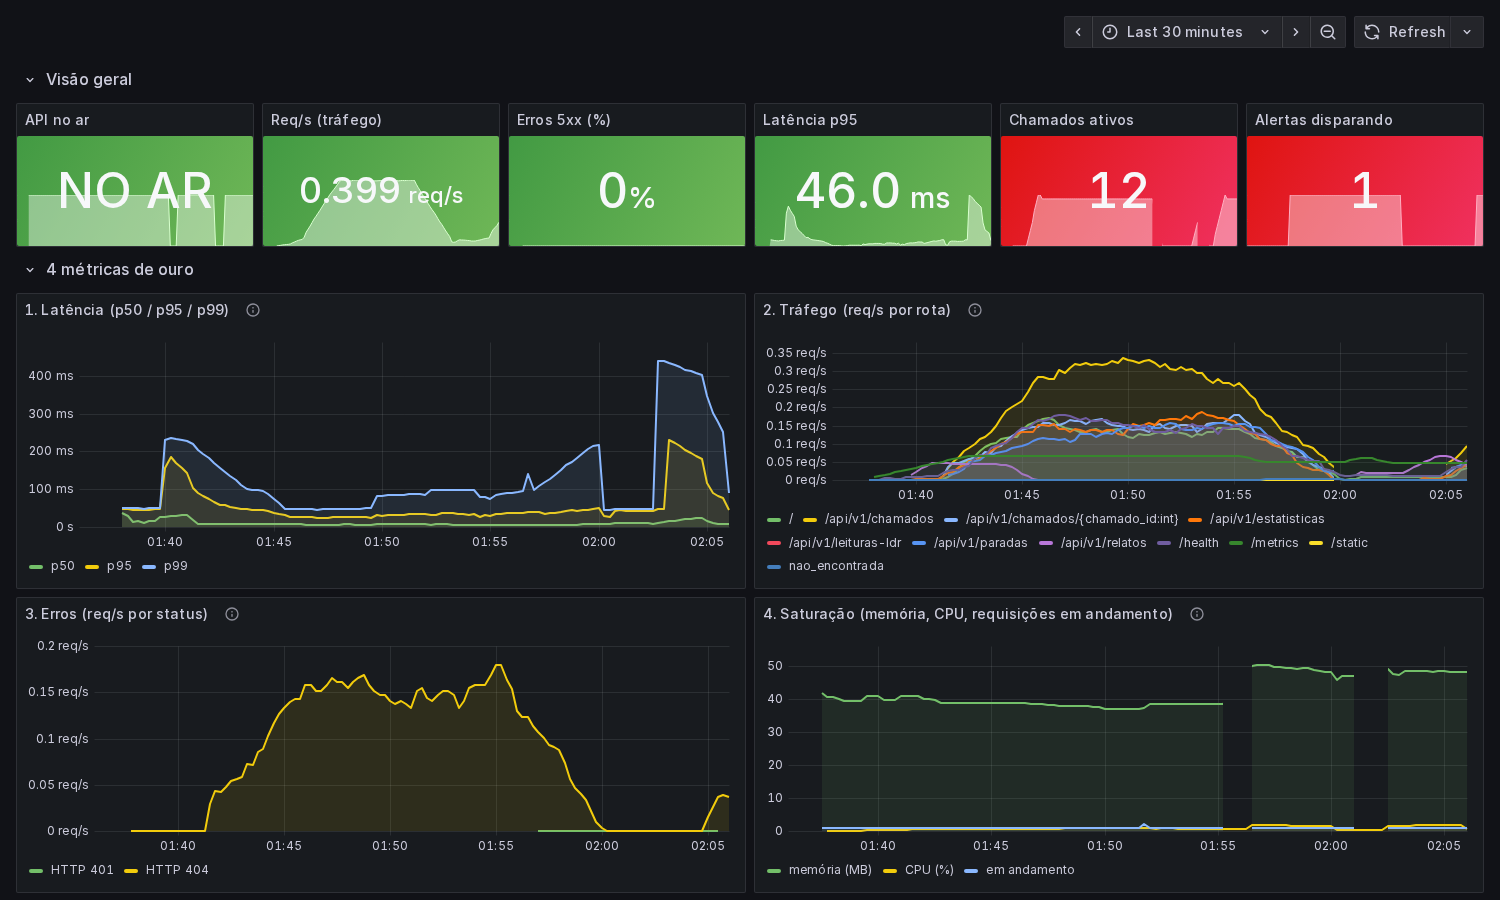 Last 30 minutes Refresh
Visão geral
API no ar Req/s (tráfego) Erros 5xx (%) Latência p95 Chamados ativos Alertas disparando
NO AR 0.399 req/s 0% 46.0 ms 12 1
4 métricas de ouro
1. Latência (p50 / p95 / p99)
400 ms
300 ms
200 ms
100 ms
0 s
01:40 01:45 01:50 01:55 02:00 02:05
p50 p95 p99
2. Tráfego (req/s por rota)
0.35 req/s
0.3 req/s
0.25 req/s
0.2 req/s
0.15 req/s
0.1 req/s
0.05 req/s
0 req/s
01:40 01:45 01:50 01:55 02:00 02:05
/ /api/v1/chamados /api/v1/chamados/{chamado_id:int} /api/v1/estatisticas
/api/v1/leituras-ldr /api/v1/paradas /api/v1/relatos /health /metrics /static
nao_encontrada
3. Erros (req/s por status)
0.2 req/s
0.15 req/s
0.1 req/s
0.05 req/s
0 req/s
01:40 01:45 01:50 01:55 02:00 02:05
HTTP 401 HTTP 404
4. Saturação (memória, CPU, requisições em andamento)
50
40
30
20
10
0
01:40 01:45 01:50 01:55 02:00 02:05
memória (MB) CPU (%) em andamento